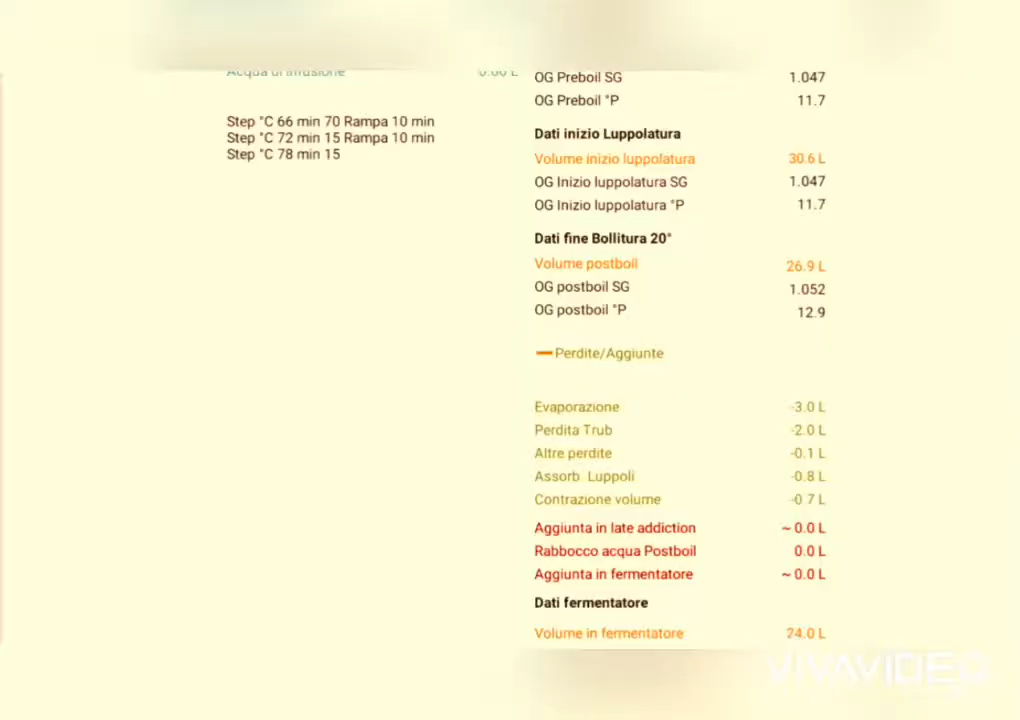 Acqua di infusione 0.00 L
Step °C 66 min 70 Rampa 10 min
Step °C 72 min 15 Rampa 10 min
Step °C 78 min 15
OG Preboil SG 1.047
OG Preboil °P 11.7
Dati inizio Luppolatura
Volume inizio luppolatura 30.6 L
OG Inizio luppolatura SG 1.047
OG Inizio luppolatura °P 11.7
Dati fine Bollitura 20°
Volume postboil 26.9 L
OG postboil SG 1.052
OG postboil °P 12.9
Perdite/Aggiunte
Evaporazione -3.0 L
Perdita Trub -2.0 L
Altre perdite -0.1 L
Assorb. Luppoli -0.8 L
Contrazione volume -0.7 L
Aggiunta in late addiction ~ 0.0 L
Rabbocco acqua Postboil 0.0 L
Aggiunta in fermentatore ~ 0.0 L
Dati fermentatore
Volume in fermentatore 24.0 L
VIVAVIDEO